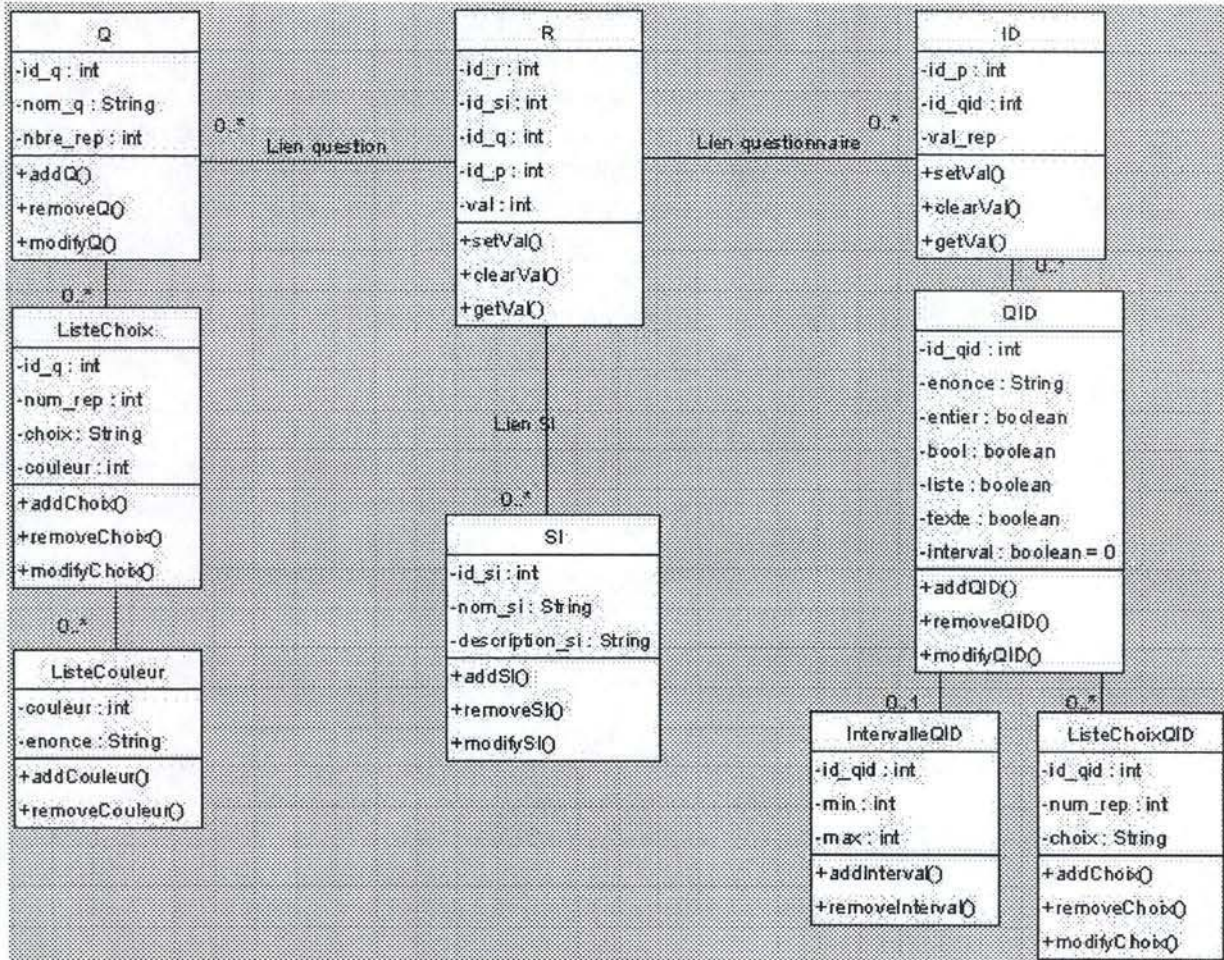 Q
-id_q : int
-nom_q : String
-nbre_rep : int
+addQ()
+removeQ()
+modifyQ()
0..*
Lien question
R
-id_r : int
-id_si : int
-id_q : int
-id_p : int
-val : int
+setVal()
+clearVal()
+getVal()
0..*
Lien questionnaire
ID
-id_p : int
-id_qid : int
-val_rep
+setVal()
+clearVal()
+getVal()
0..*
ListeChoix
-id_q : int
-num_rep : int
-choix : String
-couleur : int
+addChoix()
+removeChoix()
+modifyChoix()
0..*
ListeCouleur
-couleur : int
-enonce : String
+addCouleur()
+removeCouleur()
Lien SI
0..*
SI
-id_si : int
-nom_si : String
-description_si : String
+addSI()
+removeSI()
+modifySI()
0..*
QID
-id_qid : int
-enonce : String
-entier : boolean
-bool : boolean
-liste : boolean
-texte : boolean
-interval : boolean = 0
+addQID()
+removeQID()
+modifyQID()
0..1
IntervalleQID
-id_qid : int
-min : int
-max : int
+addInterval()
+removeInterval()
0..*
ListeChoixQID
-id_qid : int
-num_rep : int
-choix : String
+addChoix()
+removeChoix()
+modifyChoix()